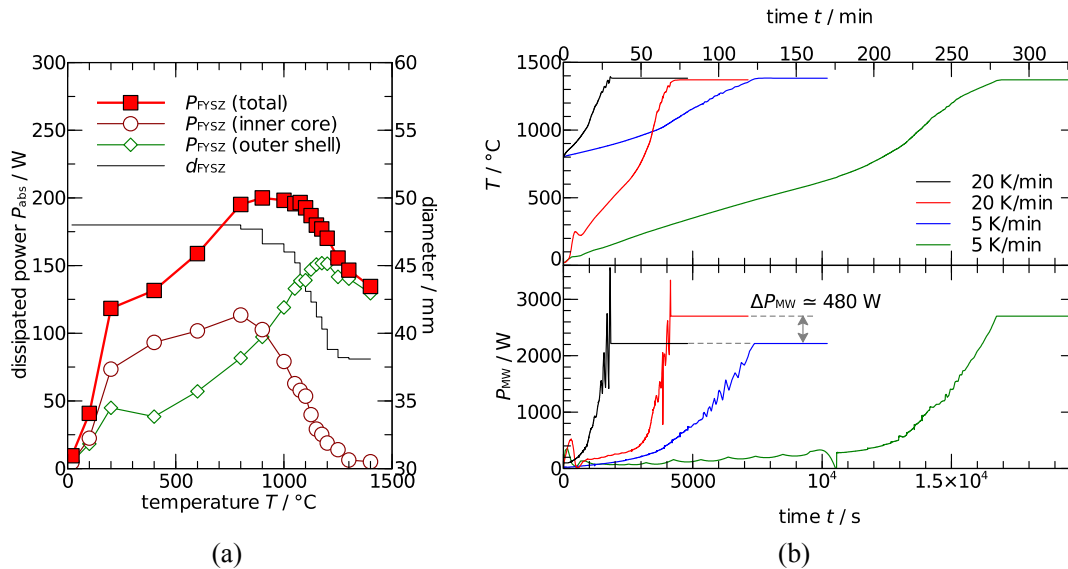 300
250
200
150
100
50
0
dissipated power Pabs / W
PFYSZ (total)
PFYSZ (inner core)
PFYSZ (outer shell)
dFYSZ
60
55
50
45
40
35
30
diameter / mm
0 500 1000 1500
temperature T / °C
(a)
time t / min
0 50 100 150 200 250 300
1500
1000
500
0
T / °C
20 K/min
20 K/min
5 K/min
5 K/min
3000
2000
1000
0
PMW / W
ΔPMW ≃ 480 W
0 5000 10⁴ 1.5×10⁴
time t / s
(b)